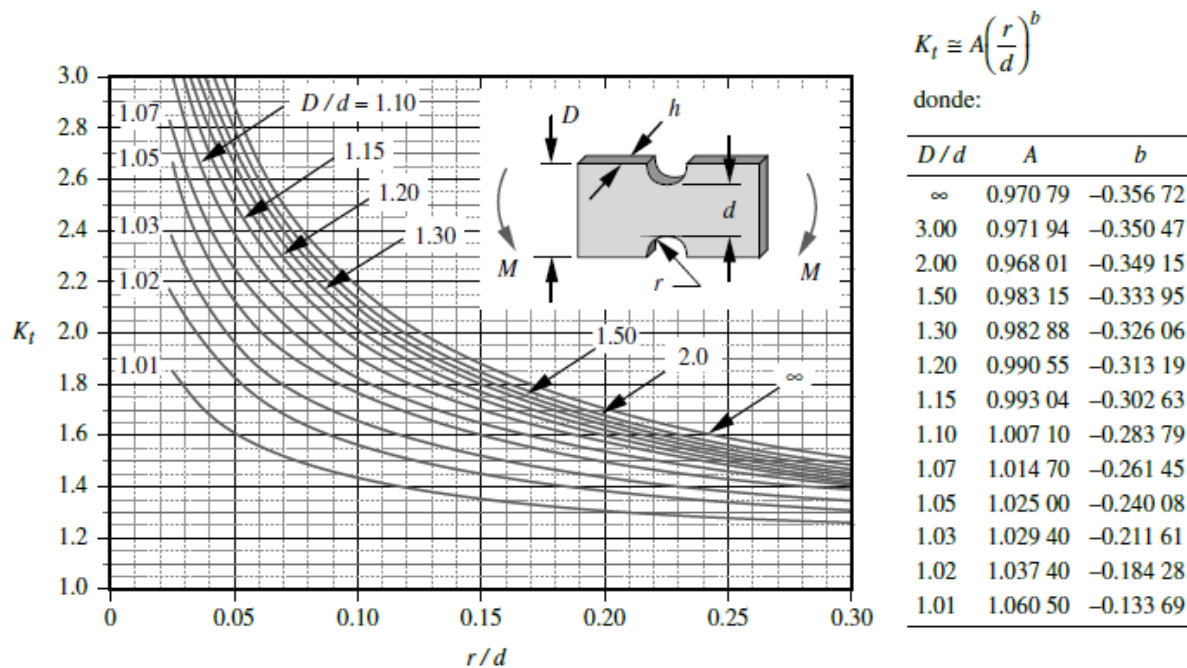 K_t ≅ A(r/d)^b
donde:
D/d A b
∞ 0.970 79 –0.356 72
3.00 0.971 94 –0.350 47
2.00 0.968 01 –0.349 15
1.50 0.983 15 –0.333 95
1.30 0.982 88 –0.326 06
1.20 0.990 55 –0.313 19
1.15 0.993 04 –0.302 63
1.10 1.007 10 –0.283 79
1.07 1.014 70 –0.261 45
1.05 1.025 00 –0.240 08
1.03 1.029 40 –0.211 61
1.02 1.037 40 –0.184 28
1.01 1.060 50 –0.133 69
3.0
2.8
2.6
2.4
2.2
2.0
1.8
1.6
1.4
1.2
1.0
K_t
1.07
1.05
1.03
1.02
1.01
D/d = 1.10
1.15
1.20
1.30
1.50
2.0
∞
D
h
d
r
M
M
0 0.05 0.10 0.15 0.20 0.25 0.30
r/d